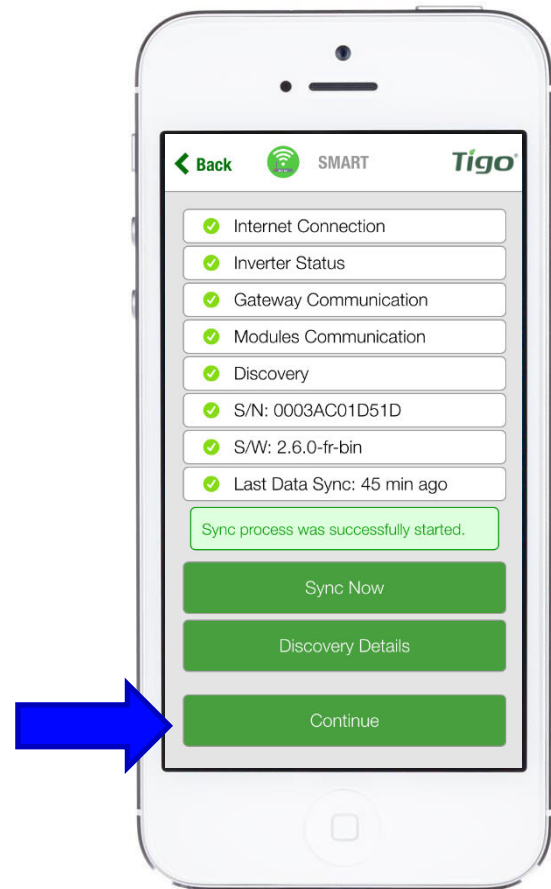 Back
SMART
Tigo
Internet Connection
Inverter Status
Gateway Communication
Modules Communication
Discovery
S/N: 0003AC01D51D
S/W: 2.6.0-fr-bin
Last Data Sync: 45 min ago
Sync process was successfully started.
Sync Now
Discovery Details
Continue